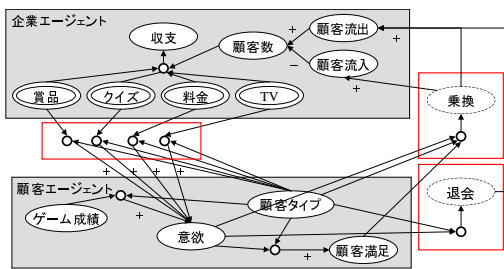 企業エージェント
収支
顧客数
顧客流出
顧客流入
+
−
+
+
賞品
クイズ
料金
TV
乗換
+
+
+
+
顧客エージェント
退会
ゲーム成績
+
顧客タイプ
意欲
+
顧客満足